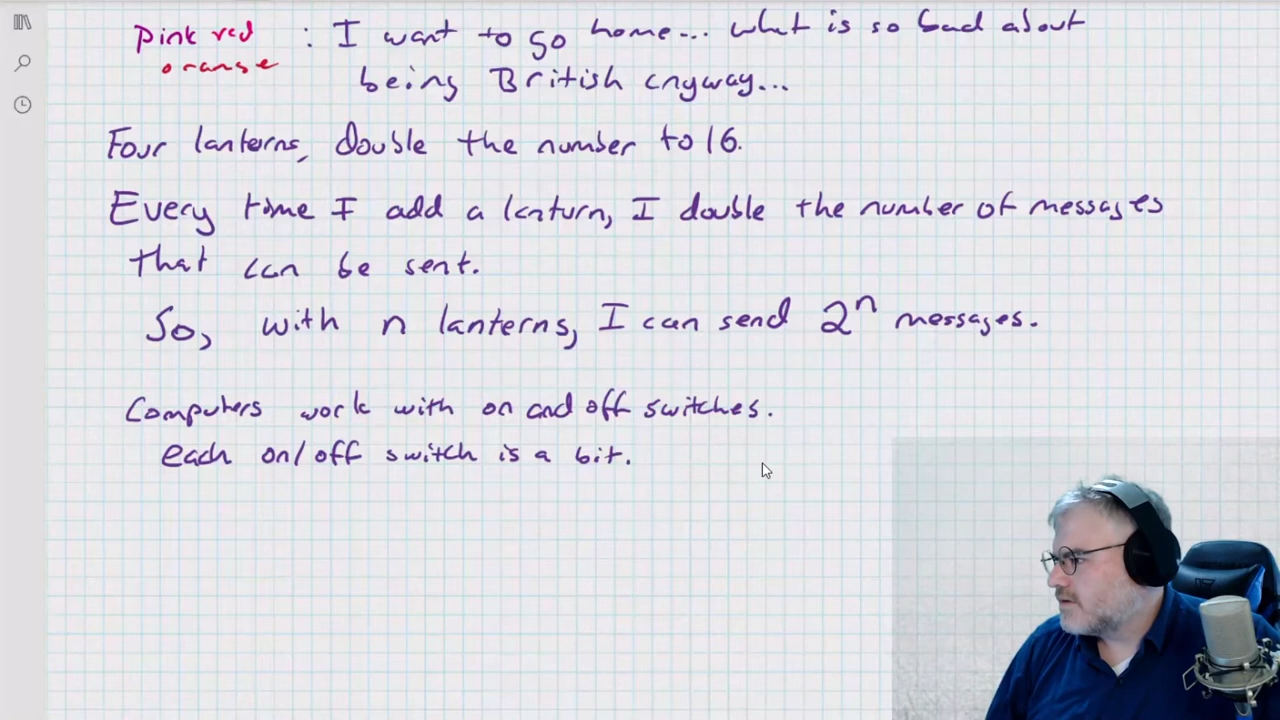 Pink red : I want to go home... what is so bad about
orange being British anyway...
Four lanterns, double the number to 16.
Every time I add a lanturn, I double the number of messages
that can be sent.
So, with n lanterns, I can send 2ⁿ messages.
Computers work with on and off switches.
each on/off switch is a bit.